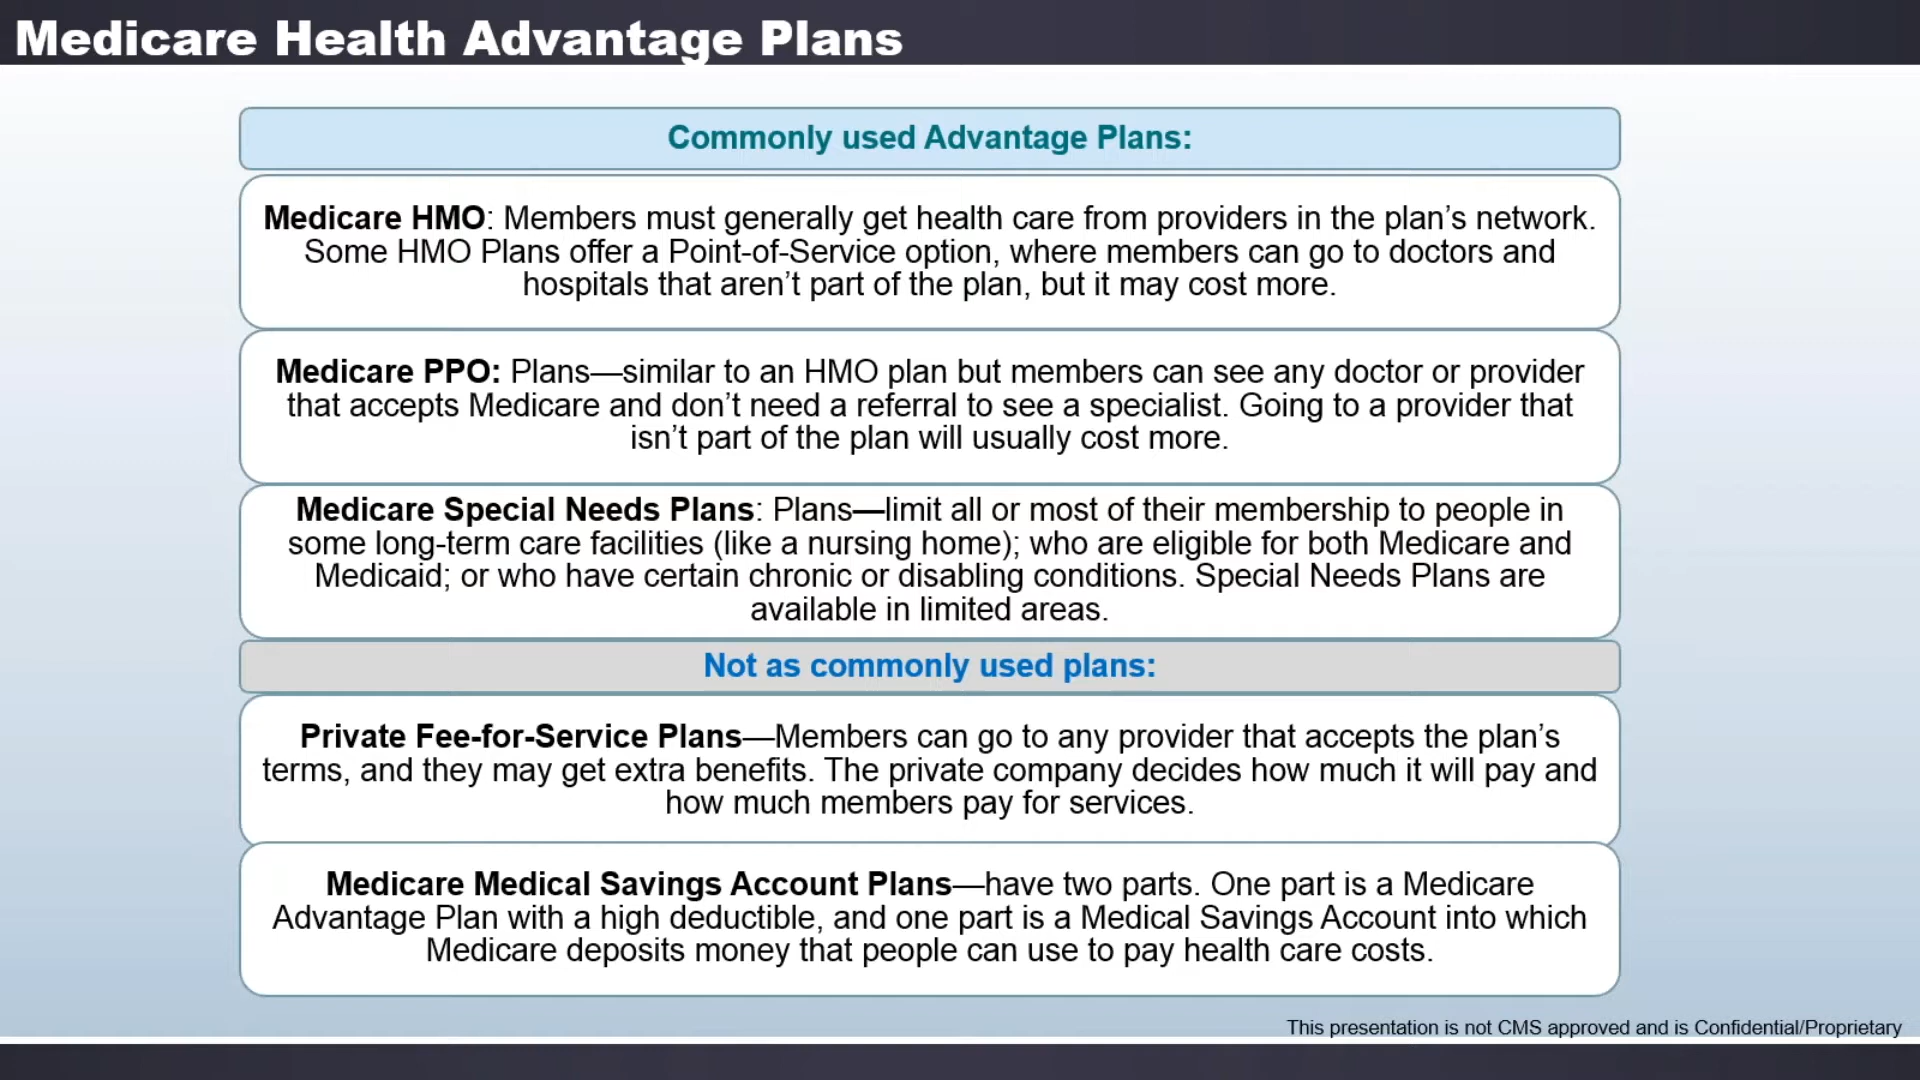 Medicare Health Advantage Plans
Commonly used Advantage Plans:
Medicare HMO: Members must generally get health care from providers in the plan’s network.
Some HMO Plans offer a Point-of-Service option, where members can go to doctors and
hospitals that aren’t part of the plan, but it may cost more.
Medicare PPO: Plans—similar to an HMO plan but members can see any doctor or provider
that accepts Medicare and don’t need a referral to see a specialist. Going to a provider that
isn’t part of the plan will usually cost more.
Medicare Special Needs Plans: Plans—limit all or most of their membership to people in
some long-term care facilities (like a nursing home); who are eligible for both Medicare and
Medicaid; or who have certain chronic or disabling conditions. Special Needs Plans are
available in limited areas.
Not as commonly used plans:
Private Fee-for-Service Plans—Members can go to any provider that accepts the plan’s
terms, and they may get extra benefits. The private company decides how much it will pay and
how much members pay for services.
Medicare Medical Savings Account Plans—have two parts. One part is a Medicare
Advantage Plan with a high deductible, and one part is a Medical Savings Account into which
Medicare deposits money that people can use to pay health care costs.
This presentation is not CMS approved and is Confidential/Proprietary